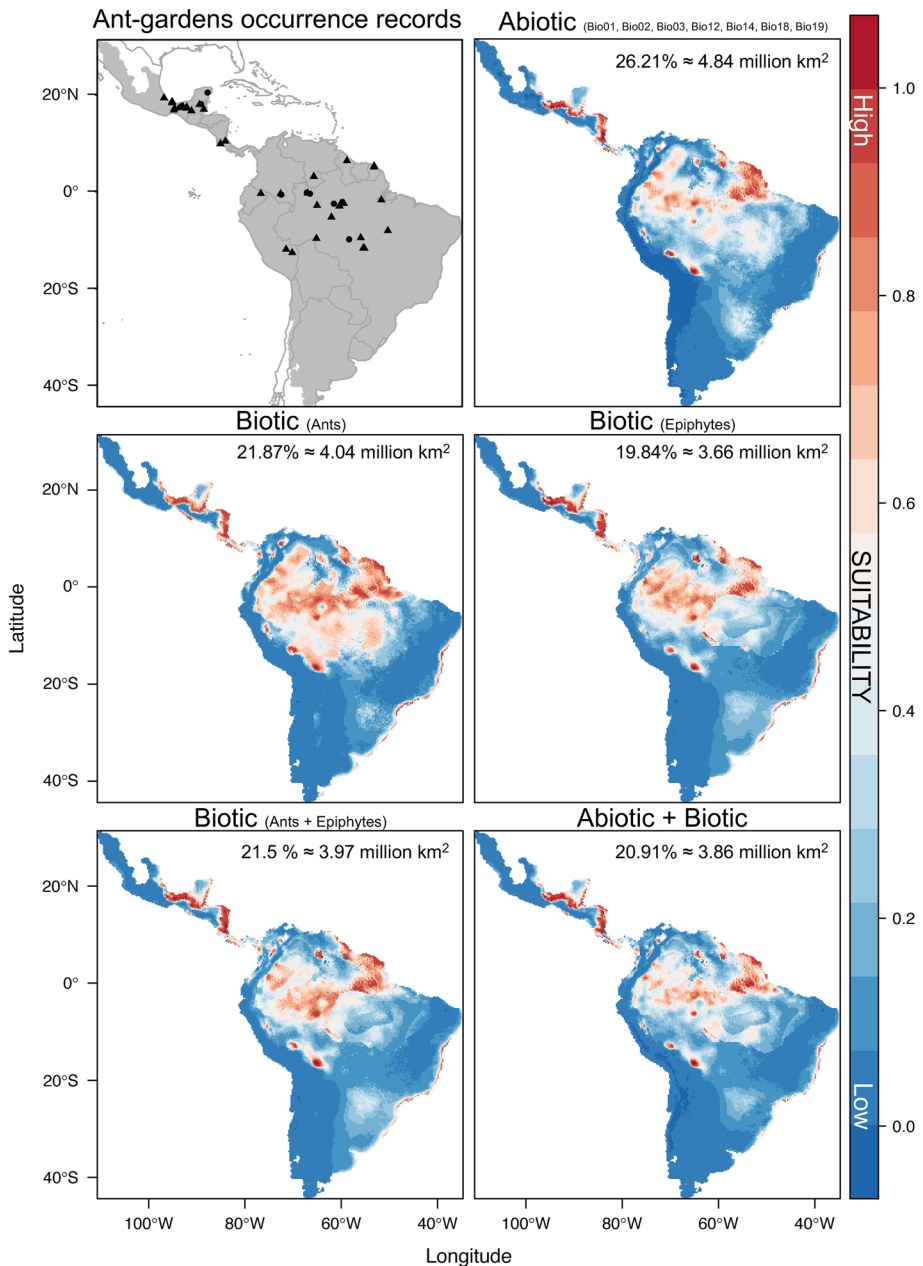 Ant-gardens occurrence records
Abiotic (Bio01, Bio02, Bio03, Bio12, Bio14, Bio18, Bio19)
26.21% ≈ 4.84 million km²
20°N
0°
20°S
40°S
Biotic (Ants)
21.87% ≈ 4.04 million km²
Biotic (Epiphytes)
19.84% ≈ 3.66 million km²
20°N
0°
20°S
40°S
Biotic (Ants + Epiphytes)
21.5 % ≈ 3.97 million km²
Abiotic + Biotic
20.91% ≈ 3.86 million km²
20°N
0°
20°S
40°S
100°W 80°W 60°W 40°W
100°W 80°W 60°W 40°W
Latitude
Longitude
High
SUITABILITY
Low
1.0
0.8
0.6
0.4
0.2
0.0